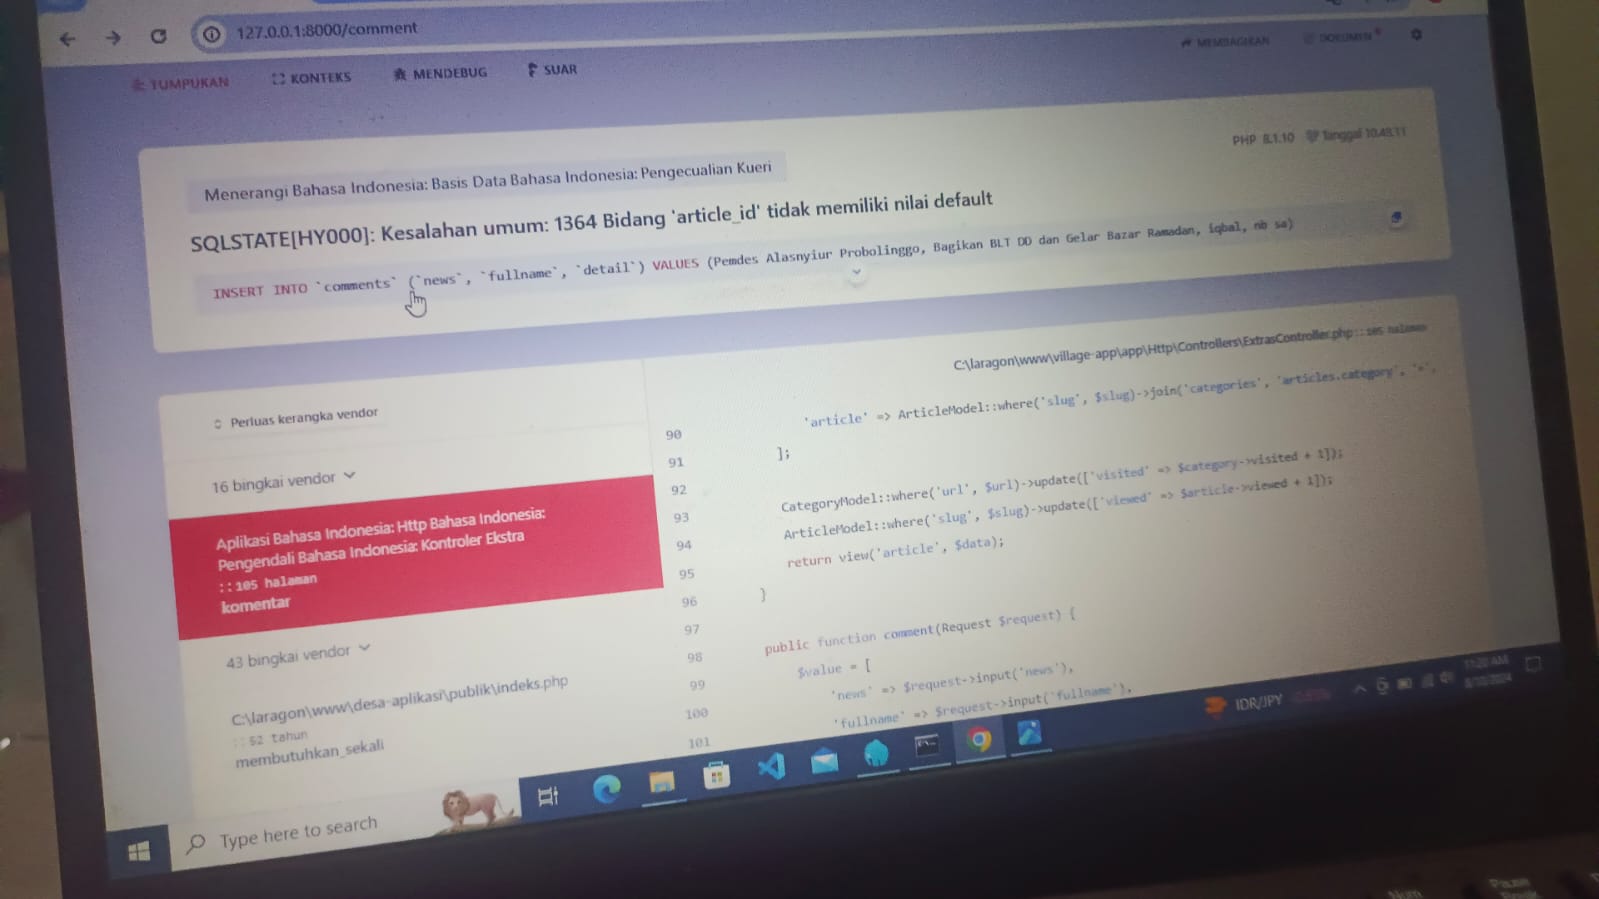 127.0.0.1:8000/comment
TUMPUKAN KONTEKS MENDEBUG SUAR MEMBAGIKAN DOKUMEN
PHP 8.1.10 Tanggal 10.48.11
Menerangi Bahasa Indonesia: Basis Data Bahasa Indonesia: Pengecualian Kueri
SQLSTATE[HY000]: Kesalahan umum: 1364 Bidang 'article_id' tidak memiliki nilai default
INSERT INTO `comments` (`news`, `fullname`, `detail`) VALUES (Pemdes Alasnyiur Probolinggo, Bagikan BLT DD dan Gelar Bazar Ramadan, iqbal, nb sa)
Perluas kerangka vendor
16 bingkai vendor
Aplikasi Bahasa Indonesia: Http Bahasa Indonesia:
Pengendali Bahasa Indonesia: Kontroler Ekstra
::105 halaman
komentar
43 bingkai vendor
C:\laragon\www\desa-aplikasi\publik\indeks.php
::52 tahun
membutuhkan_sekali
C:\laragon\www\village-app\app\Http\Controllers\ExtrasController.php::105 halaman
90 'article' => ArticleModel::where('slug', $slug)->join('categories', 'articles.category', '=',
91 ];
92
93 CategoryModel::where('url', $url)->update(['visited' => $category->visited + 1]);
94 ArticleModel::where('slug', $slug)->update(['viewed' => $article->viewed + 1]);
95 return view('article', $data);
96 }
97
98 public function comment(Request $request) {
99 $value = [
100 'news' => $request->input('news'),
101 'fullname' => $request->input('fullname'),
Type here to search
IDR/JPY
11:20 AM
8/10/2024